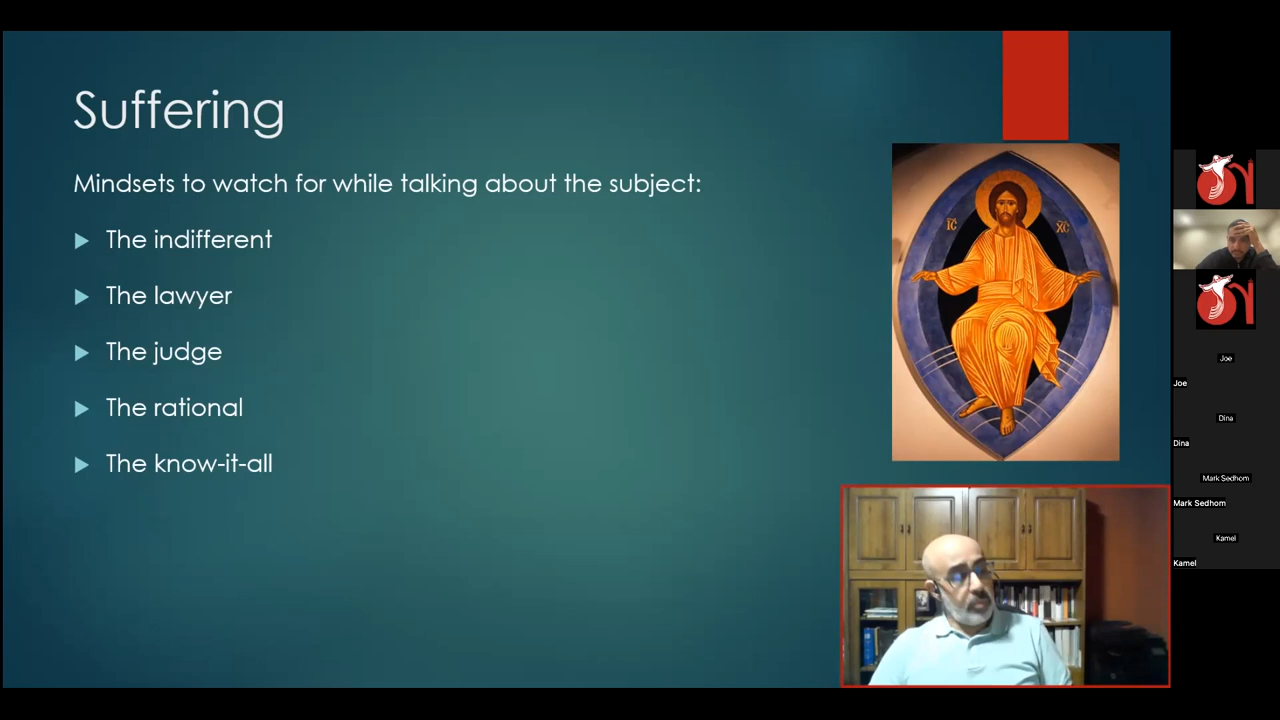 Suffering
Mindsets to watch for while talking about the subject:
The indifferent
The lawyer
The judge
The rational
The know-it-all
IC
XC
Joe
Joe
Dina
Dina
Mark Sedhom
Mark Sedhom
Kamel
Kamel